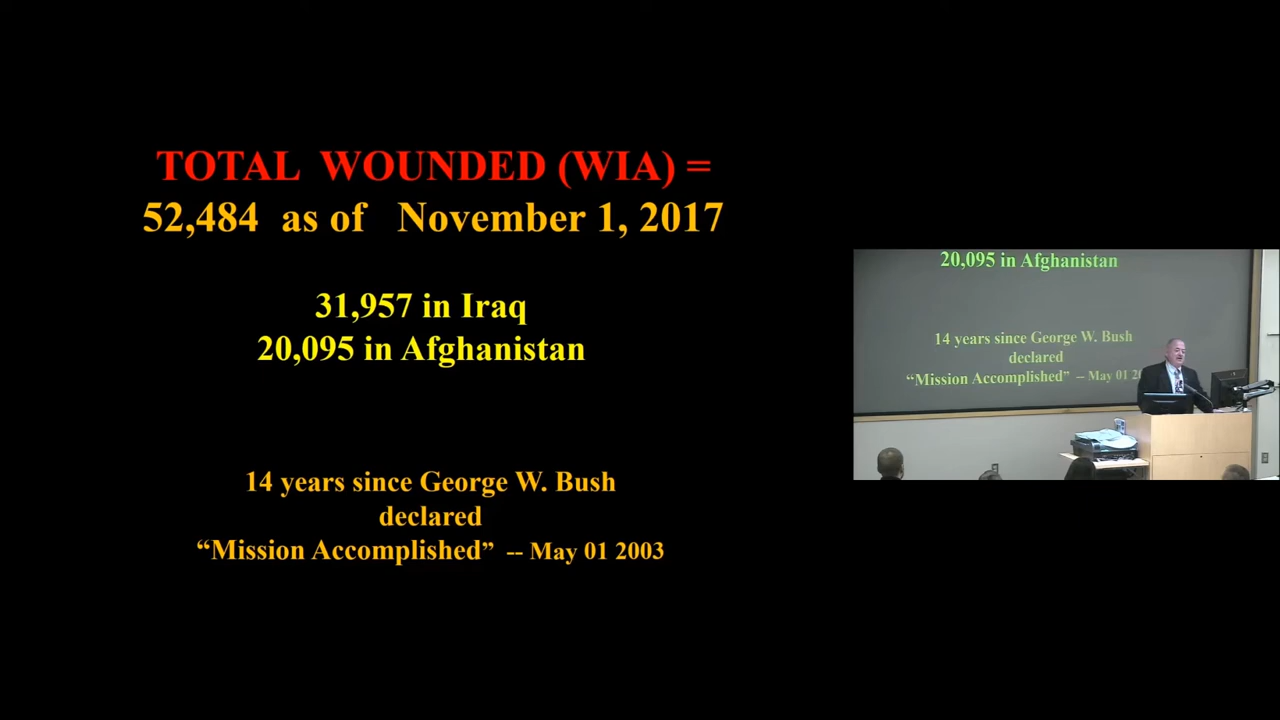 TOTAL WOUNDED (WIA) =
52,484 as of November 1, 2017
31,957 in Iraq
20,095 in Afghanistan
14 years since George W. Bush
declared
“Mission Accomplished” -- May 01 2003
20,095 in Afghanistan
14 years since George W. Bush
declared
“Mission Accomplished” -- May 01